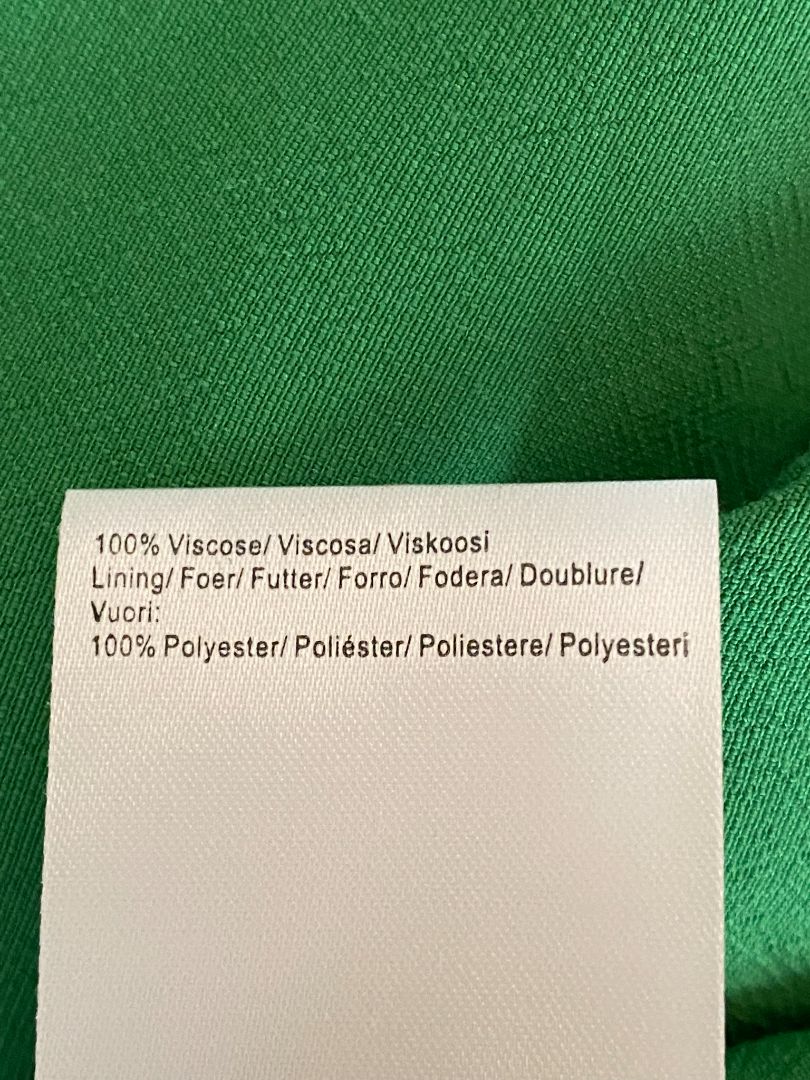 100% Viscose/ Viscosa/ Viskoosi
Lining/ Foer/ Futter/ Forro/ Fodera/ Doublure/
Vuori:
100% Polyester/ Poliéster/ Poliestere/ Polyesteri